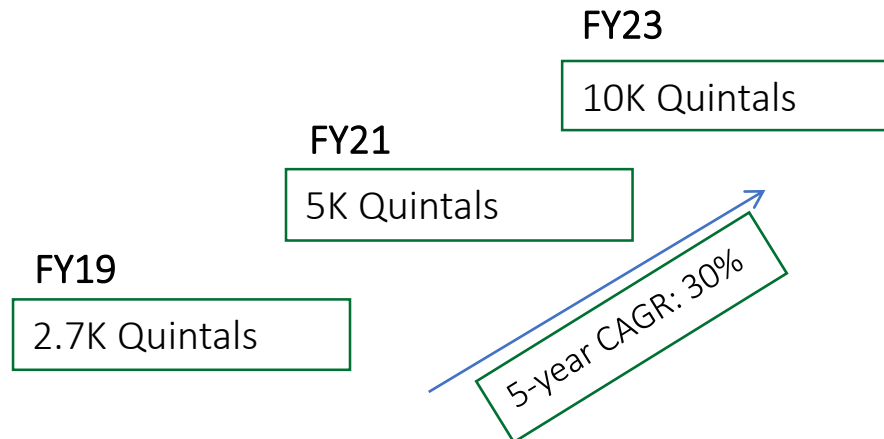 FY23
10K Quintals
FY21
5K Quintals
FY19
2.7K Quintals
5-year CAGR: 30%